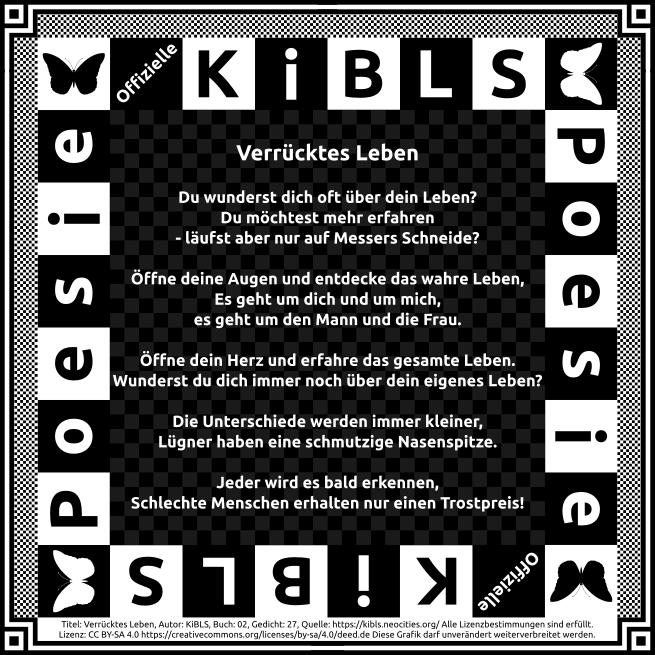 Offizielle KiBLS
Poesie
Verrücktes Leben
Du wunderst dich oft über dein Leben?
Du möchtest mehr erfahren
- läufst aber nur auf Messers Schneide?
Öffne deine Augen und entdecke das wahre Leben,
Es geht um dich und um mich,
es geht um den Mann und die Frau.
Öffne dein Herz und erfahre das gesamte Leben.
Wunderst du dich immer noch über dein eigenes Leben?
Die Unterschiede werden immer kleiner,
Lügner haben eine schmutzige Nasenspitze.
Jeder wird es bald erkennen,
Schlechte Menschen erhalten nur einen Trostpreis!
Poesie
Offizielle KiBLS
Titel: Verrücktes Leben, Autor: KiBLS, Buch: 02, Gedicht: 27, Quelle: https://kibls.neocities.org/ Alle Lizenzbestimmungen sind erfüllt.
Lizenz: CC BY-SA 4.0 https://creativecommons.org/licenses/by-sa/4.0/deed.de Diese Grafik darf unverändert weiterverbreitet werden.